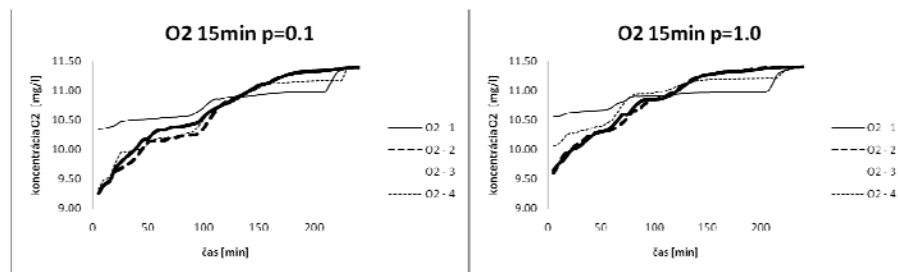 O2 15min p=0.1
koncentrácia O2 [mg/l]
11.50
11.00
10.50
10.00
9.50
9.00
0 50 100 150 200
čas [min]
O2 - 1
O2 - 2
O2 - 3
O2 - 4
O2 15min p=1.0
koncentrácia O2 [mg/l]
11.50
11.00
10.50
10.00
9.50
9.00
0 50 100 150 200
čas [min]
O2 - 1
O2 - 2
O2 - 3
O2 - 4